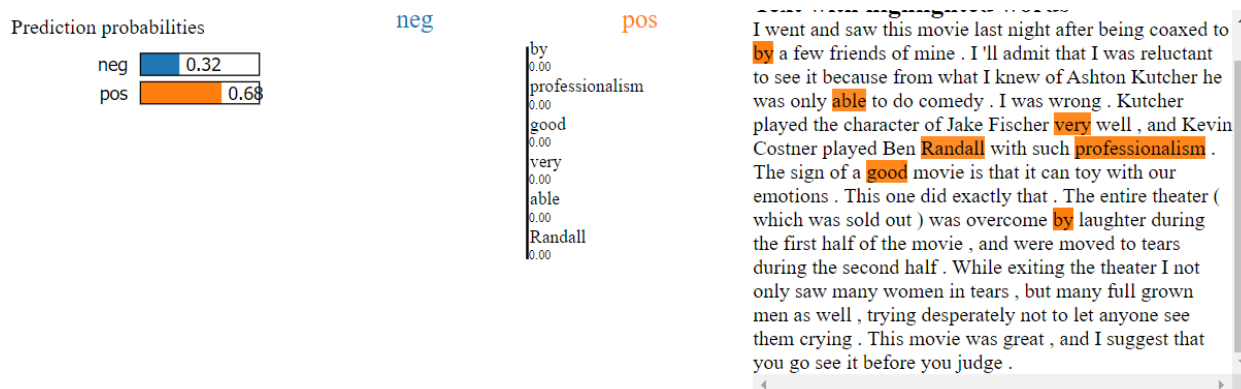 Prediction probabilities
neg 0.32
pos 0.68
neg pos
by
0.00
professionalism
0.00
good
0.00
very
0.00
able
0.00
Randall
0.00
Text with highlighted words
I went and saw this movie last night after being coaxed to
by a few friends of mine . I 'll admit that I was reluctant
to see it because from what I knew of Ashton Kutcher he
was only able to do comedy . I was wrong . Kutcher
played the character of Jake Fischer very well , and Kevin
Costner played Ben Randall with such professionalism .
The sign of a good movie is that it can toy with our
emotions . This one did exactly that . The entire theater (
which was sold out ) was overcome by laughter during
the first half of the movie , and were moved to tears
during the second half . While exiting the theater I not
only saw many women in tears , but many full grown
men as well , trying desperately not to let anyone see
them crying . This movie was great , and I suggest that
you go see it before you judge .